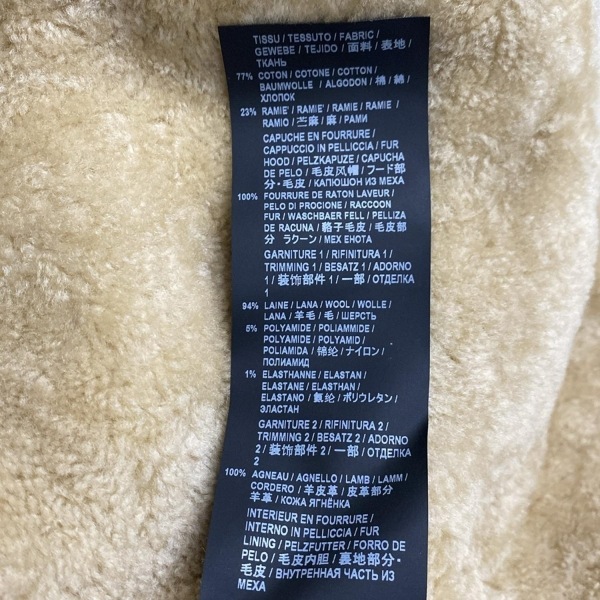 TISSU / TESSUTO / FABRIC /
GEWEBE / TEJIDO / 面料 / 表地 /
ТКАНЬ
77% COTON / COTONE / COTTON /
BAUMWOLLE / ALGODON / 棉 / 綿 /
ХЛОПОК
23% RAMIE' / RAMIE' / RAMIE / RAMIE /
RAMIO / 苎麻 / 麻 / РАМИ
CAPUCHE EN FOURRURE /
CAPPUCCIO IN PELLICCIA / FUR
HOOD / PELZKAPUZE / CAPUCHA
DE PELO / 毛皮风帽 / フード部
分・毛皮 / КАПЮШОН ИЗ МЕХА
100% FOURRURE DE RATON LAVEUR /
PELO DI PROCIONE / RACCOON
FUR / WASCHBAER FELL / PELLIZA
DE RACUNA / 貉子毛皮 / 毛皮部
分 ラクーン / МЕХ ЕНОТА
GARNITURE 1 / RIFINITURA 1 /
TRIMMING 1 / BESATZ 1 / ADORNO
1 / 装饰部件 1 / 一部 / ОТДЕЛКА
1
94% LAINE / LANA / WOOL / WOLLE /
LANA / 羊毛 / 毛 / ШЕРСТЬ
5% POLYAMIDE / POLIAMMIDE /
POLYAMIDE / POLYAMID /
POLIAMIDA / 锦纶 / ナイロン /
ПОЛИАМИД
1% ELASTHANNE / ELASTAN /
ELASTANE / ELASTHAN /
ELASTANO / 氨纶 / ポリウレタン /
ЭЛАСТАН
GARNITURE 2 / RIFINITURA 2 /
TRIMMING 2 / BESATZ 2 / ADORNO
2 / 装饰部件 2 / 一部 / ОТДЕЛКА
2
100% AGNEAU / AGNELLO / LAMB / LAMM /
CORDERO / 羊皮革 / 皮革部分
羊革 / КОЖА ЯГНЁНКА
INTERIEUR EN FOURRURE /
INTERNO IN PELLICCIA / FUR
LINING / PELZFUTTER / FORRO DE
PELO / 毛皮内胆 / 裏地部分・
毛皮 / ВНУТРЕННАЯ ЧАСТЬ ИЗ
МЕХА